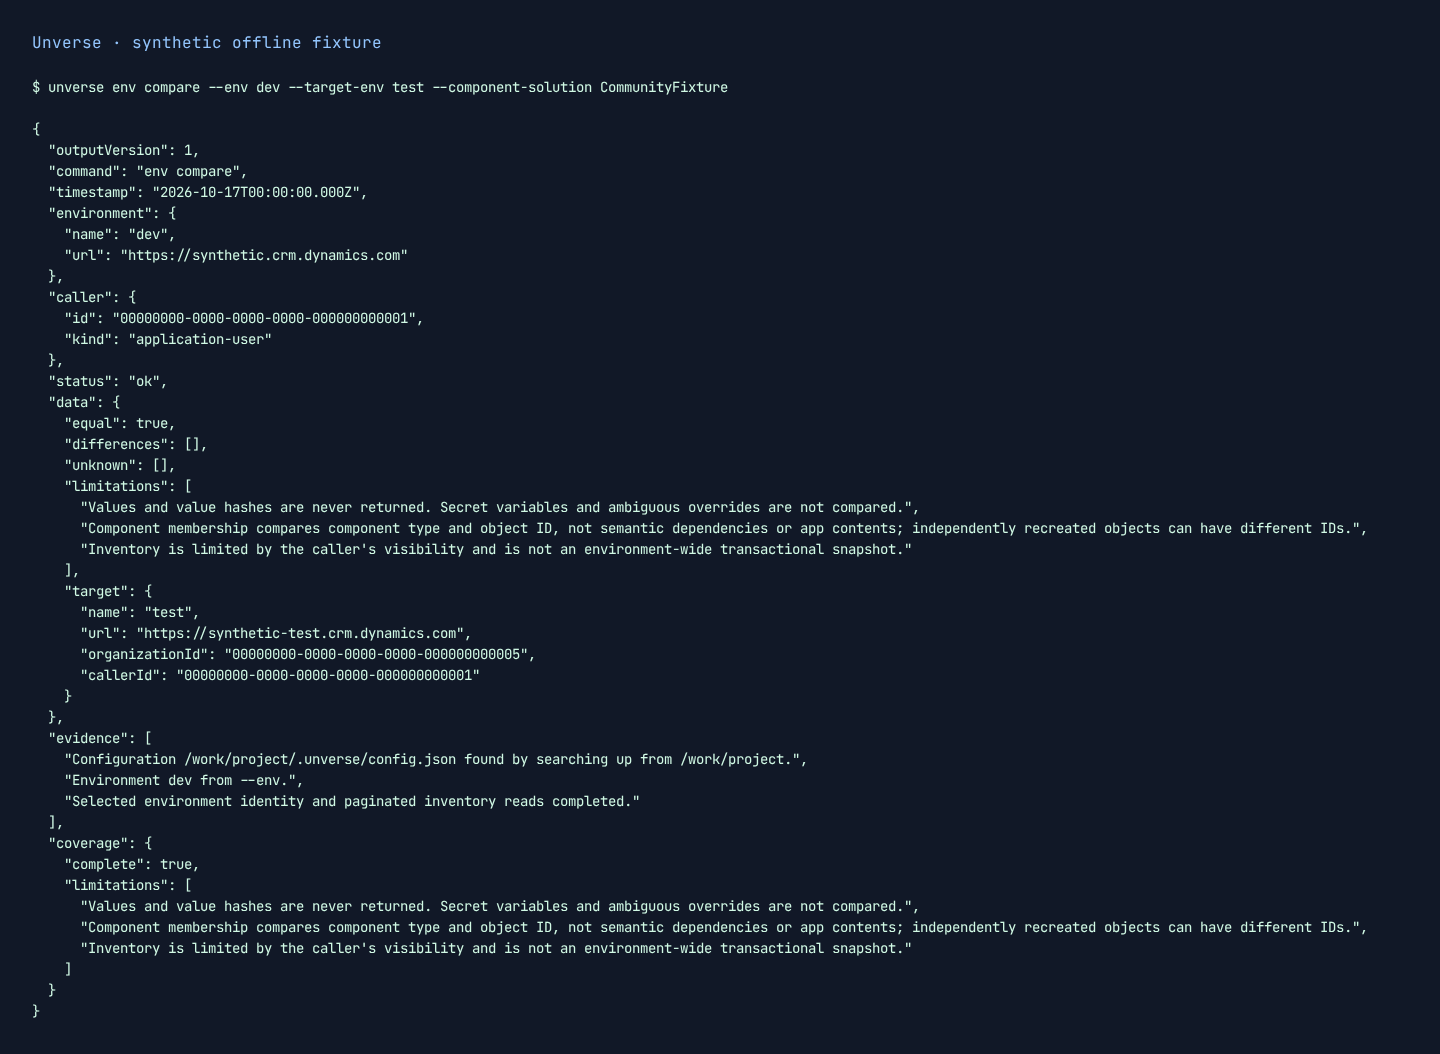 Unverse · synthetic offline fixture
$ unverse env compare --env dev --target-env test --component-solution CommunityFixture
{
  "outputVersion": 1,
  "command": "env compare",
  "timestamp": "2026-10-17T00:00:00.000Z",
  "environment": {
    "name": "dev",
    "url": "https://synthetic.crm.dynamics.com"
  },
  "caller": {
    "id": "00000000-0000-0000-0000-000000000001",
    "kind": "application-user"
  },
  "status": "ok",
  "data": {
    "equal": true,
    "differences": [],
    "unknown": [],
    "limitations": [
      "Values and value hashes are never returned. Secret variables and ambiguous overrides are not compared.",
      "Component membership compares component type and object ID, not semantic dependencies or app contents; independently recreated objects can have different IDs.",
      "Inventory is limited by the caller's visibility and is not an environment-wide transactional snapshot."
    ],
    "target": {
      "name": "test",
      "url": "https://synthetic-test.crm.dynamics.com",
      "organizationId": "00000000-0000-0000-0000-000000000005",
      "callerId": "00000000-0000-0000-0000-000000000001"
    }
  },
  "evidence": [
    "Configuration /work/project/.unverse/config.json found by searching up from /work/project.",
    "Environment dev from --env.",
    "Selected environment identity and paginated inventory reads completed."
  ],
  "coverage": {
    "complete": true,
    "limitations": [
      "Values and value hashes are never returned. Secret variables and ambiguous overrides are not compared.",
      "Component membership compares component type and object ID, not semantic dependencies or app contents; independently recreated objects can have different IDs.",
      "Inventory is limited by the caller's visibility and is not an environment-wide transactional snapshot."
    ]
  }
}